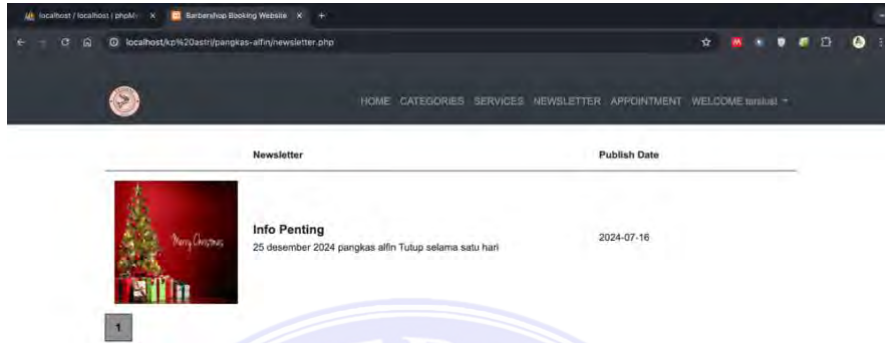 localhost / localhost | phpM
Barbershop Booking Website
localhost/kp%20astri/pangkas-alfin/newsletter.php
HOME CATEGORIES SERVICES NEWSLETTER APPOINTMENT WELCOME
Newsletter Publish Date
Merry Christmas
Info Penting
25 desember 2024 pangkas alfin Tutup selama satu hari
2024-07-16
1